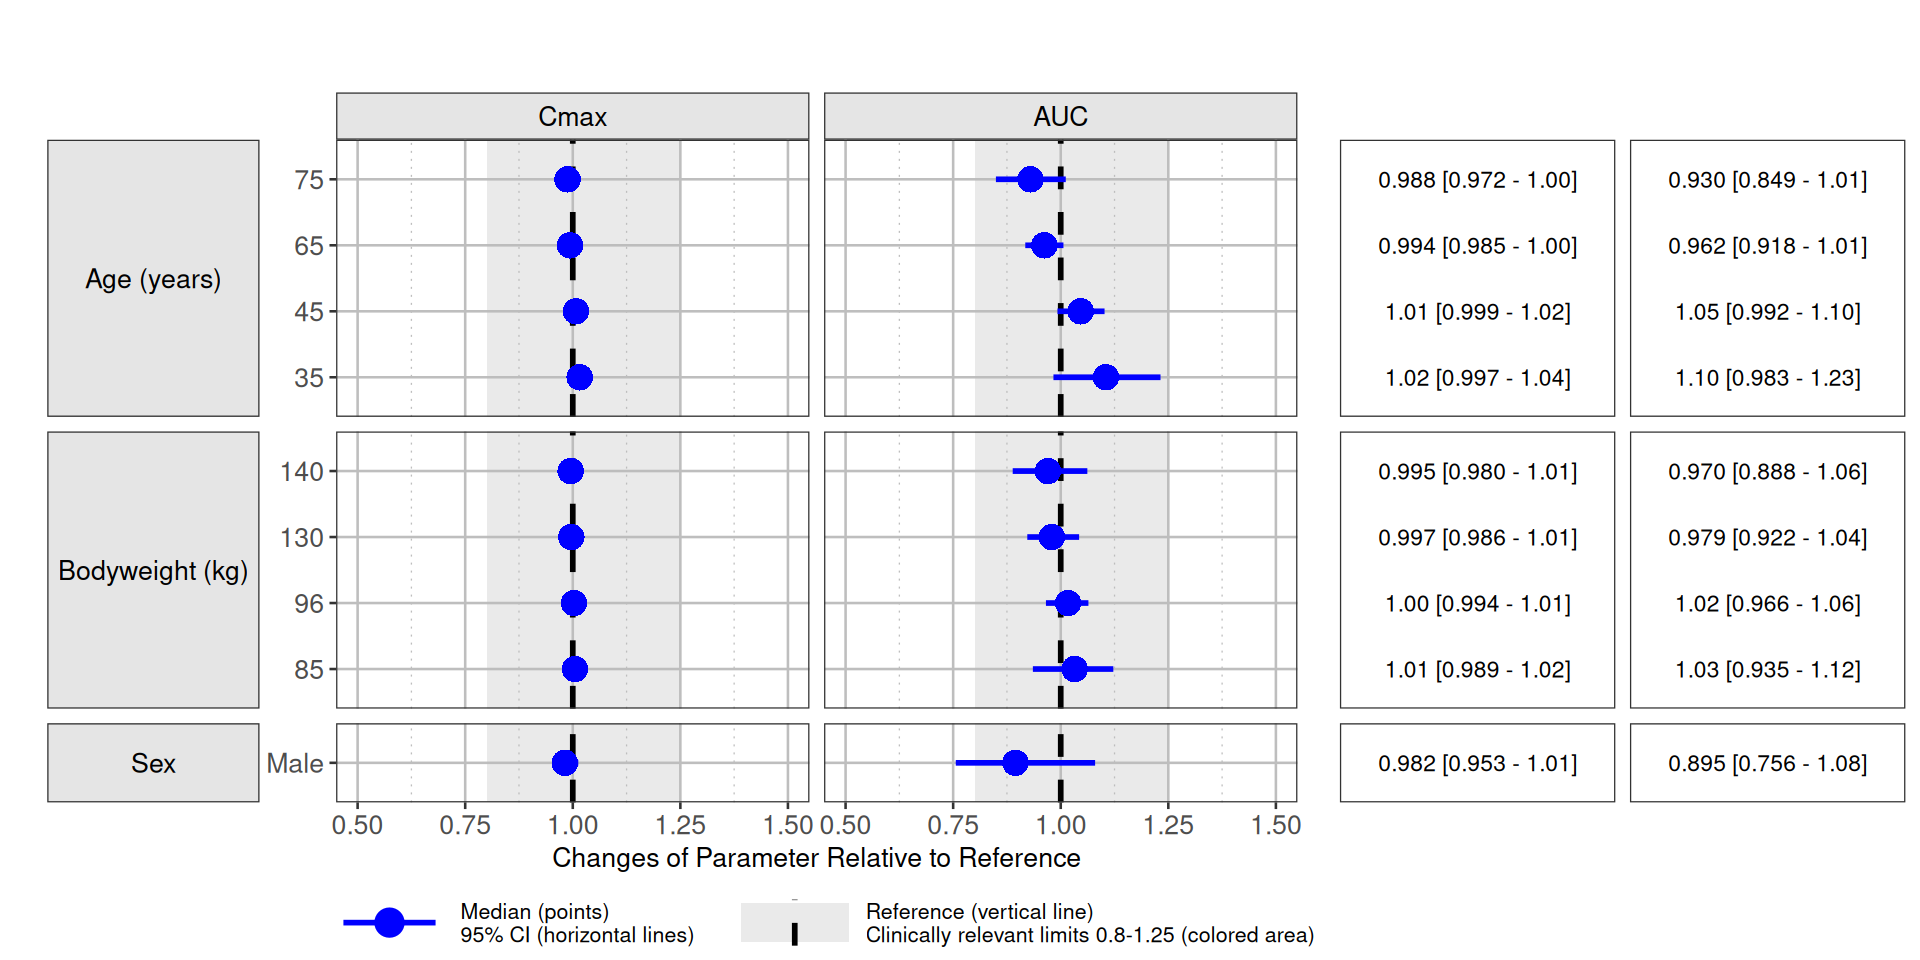 Cmax
AUC
Age (years)
75
0.988 [0.972 - 1.00]
0.930 [0.849 - 1.01]
65
0.994 [0.985 - 1.00]
0.962 [0.918 - 1.01]
45
1.01 [0.999 - 1.02]
1.05 [0.992 - 1.10]
35
1.02 [0.997 - 1.04]
1.10 [0.983 - 1.23]
Bodyweight (kg)
140
0.995 [0.980 - 1.01]
0.970 [0.888 - 1.06]
130
0.997 [0.986 - 1.01]
0.979 [0.922 - 1.04]
96
1.00 [0.994 - 1.01]
1.02 [0.966 - 1.06]
85
1.01 [0.989 - 1.02]
1.03 [0.935 - 1.12]
Sex
Male
0.982 [0.953 - 1.01]
0.895 [0.756 - 1.08]
0.50 0.75 1.00 1.25 1.50
0.50 0.75 1.00 1.25 1.50
Changes of Parameter Relative to Reference
Median (points)
95% CI (horizontal lines)
Reference (vertical line)
Clinically relevant limits 0.8-1.25 (colored area)